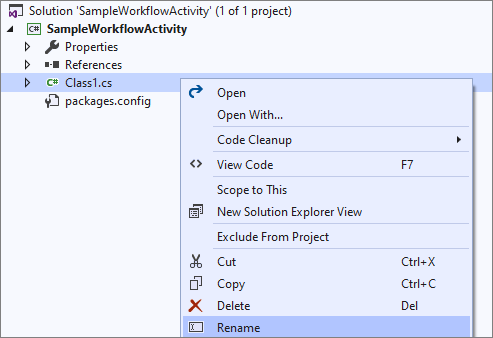 Solution 'SampleWorkflowActivity' (1 of 1 project)
C# SampleWorkflowActivity
Properties
References
C# Class1.cs
packages.config
Open
Open With...
Code Cleanup
View Code F7
Scope to This
New Solution Explorer View
Exclude From Project
Cut Ctrl+X
Copy Ctrl+C
Delete Del
Rename